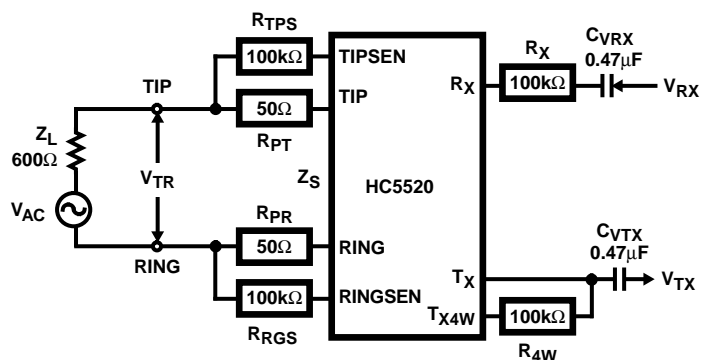 RTPS
100kΩ
TIPSEN
TIP
50Ω
TIP
RPT
ZL
600Ω
VTR
VAC
ZS
HC5520
RPR
50Ω
RING
RING
100kΩ
RINGSEN
RRGS
RX
RX
100kΩ
CVRX
0.47μF
VRX
CVTX
0.47μF
TX
VTX
TX4W
100kΩ
R4W